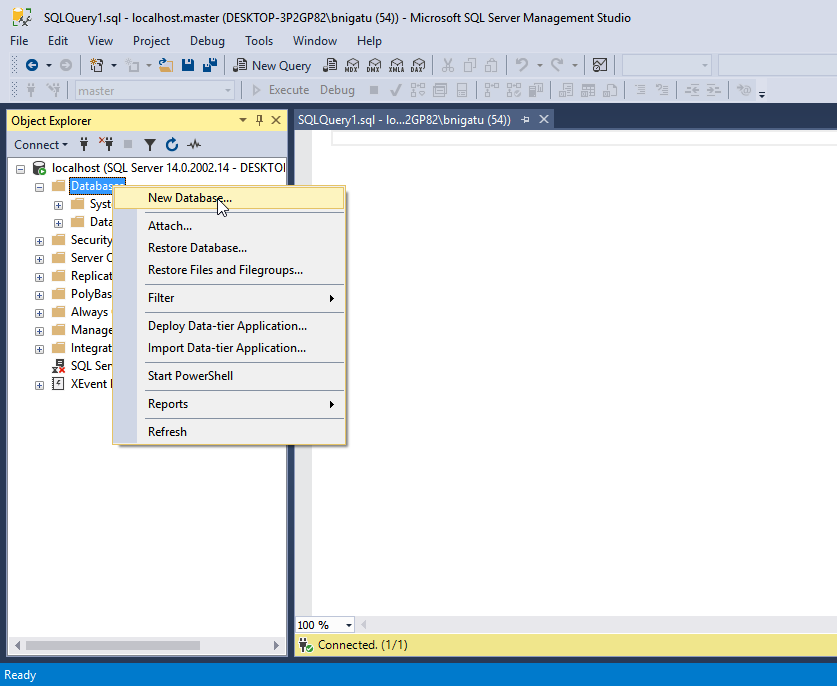 SQLQuery1.sql - localhost.master (DESKTOP-3P2GP82\bnigatu (54)) - Microsoft SQL Server Management Studio
File Edit View Project Debug Tools Window Help
New Query MDX DMX XMLA DAX
master Execute Debug
Object Explorer
SQLQuery1.sql - lo...2GP82\bnigatu (54))
Connect
localhost (SQL Server 14.0.2002.14 - DESKTOI
Databases
New Database...
Syst
Data
Attach...
Security
Restore Database...
Server O
Replicat
Restore Files and Filegroups...
PolyBas
Filter
Always
Manage
Deploy Data-tier Application...
Integrat
Import Data-tier Application...
SQL Ser
Start PowerShell
XEvent
Reports
Refresh
100 %
Connected. (1/1)
Ready